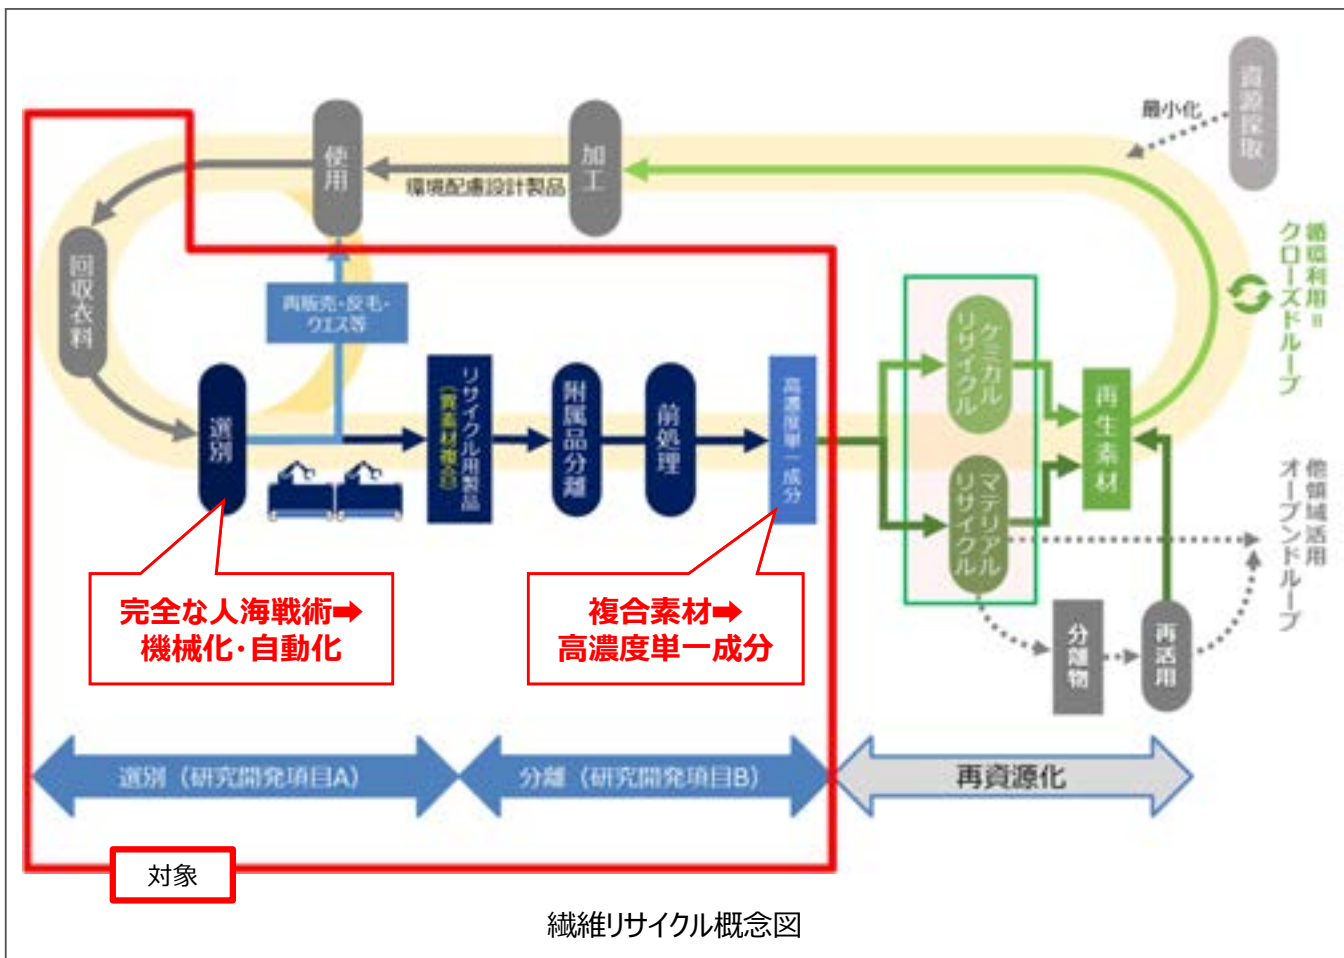 資源採取
最小化
使用
加工
環境配慮設計製品
循環利用＝
クローズドループ
回収衣料
再販売・反毛・
ウエス等
選別
リサイクル用製品
(異素材複合)
附属品分離
前処理
高濃度単一成分
ケミカル
リサイクル
マテリアル
リサイクル
再生素材
他領域活用
オープンドループ
完全な人海戦術➡
機械化・自動化
複合素材➡
高濃度単一成分
分離物
再活用
選別（研究開発項目A）
分離（研究開発項目B）
再資源化
対象
繊維リサイクル概念図